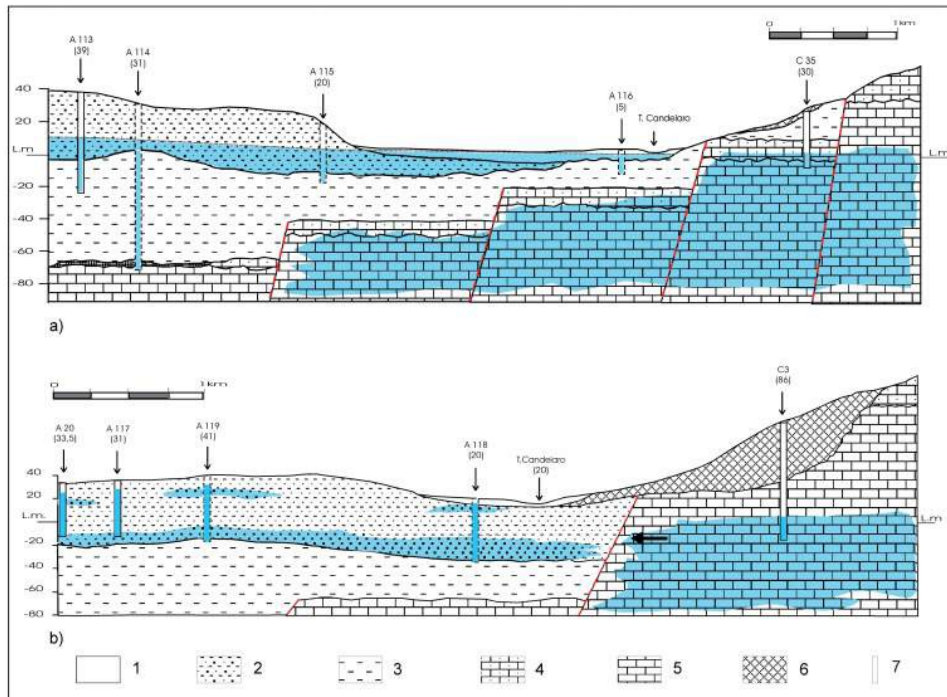 0 1 km
A 113
(39)
A 114
(31)
A 115
(20)
A 116
(5)
T. Candelaro
C 35
(30)
40
20
L.m
L.m
-20
-40
-60
-80
a)
0 1 km
C3
(86)
A 20
(33,5)
A 117
(31)
A 119
(41)
A 118
(20)
T.Candelaro
(20)
40
20
L.m.
L.m
-20
-40
-60
-80
b)
1 2 3 4 5 6 7